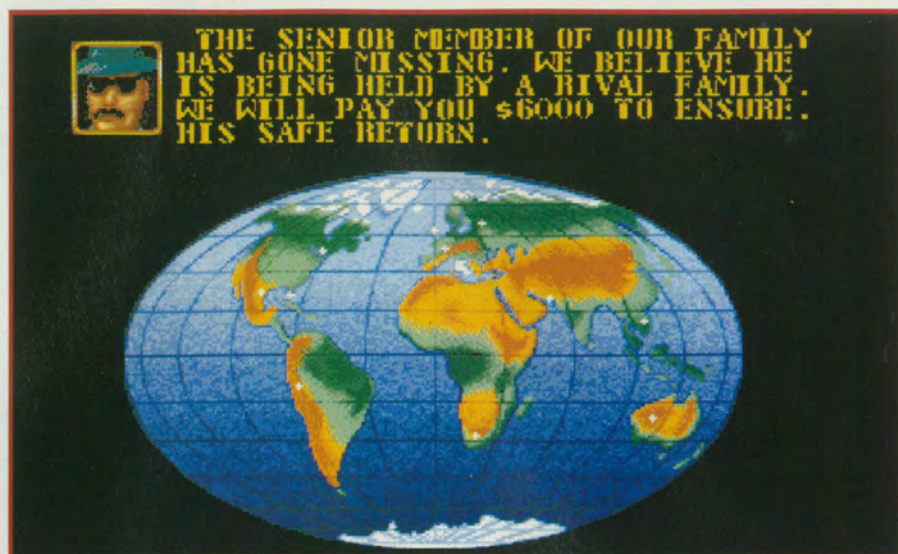 THE SENIOR MEMBER OF OUR FAMILY
HAS GONE MISSING. WE BELIEVE HE
IS BEING HELD BY A RIVAL FAMILY.
WE WILL PAY YOU $6000 TO ENSURE.
HIS SAFE RETURN.